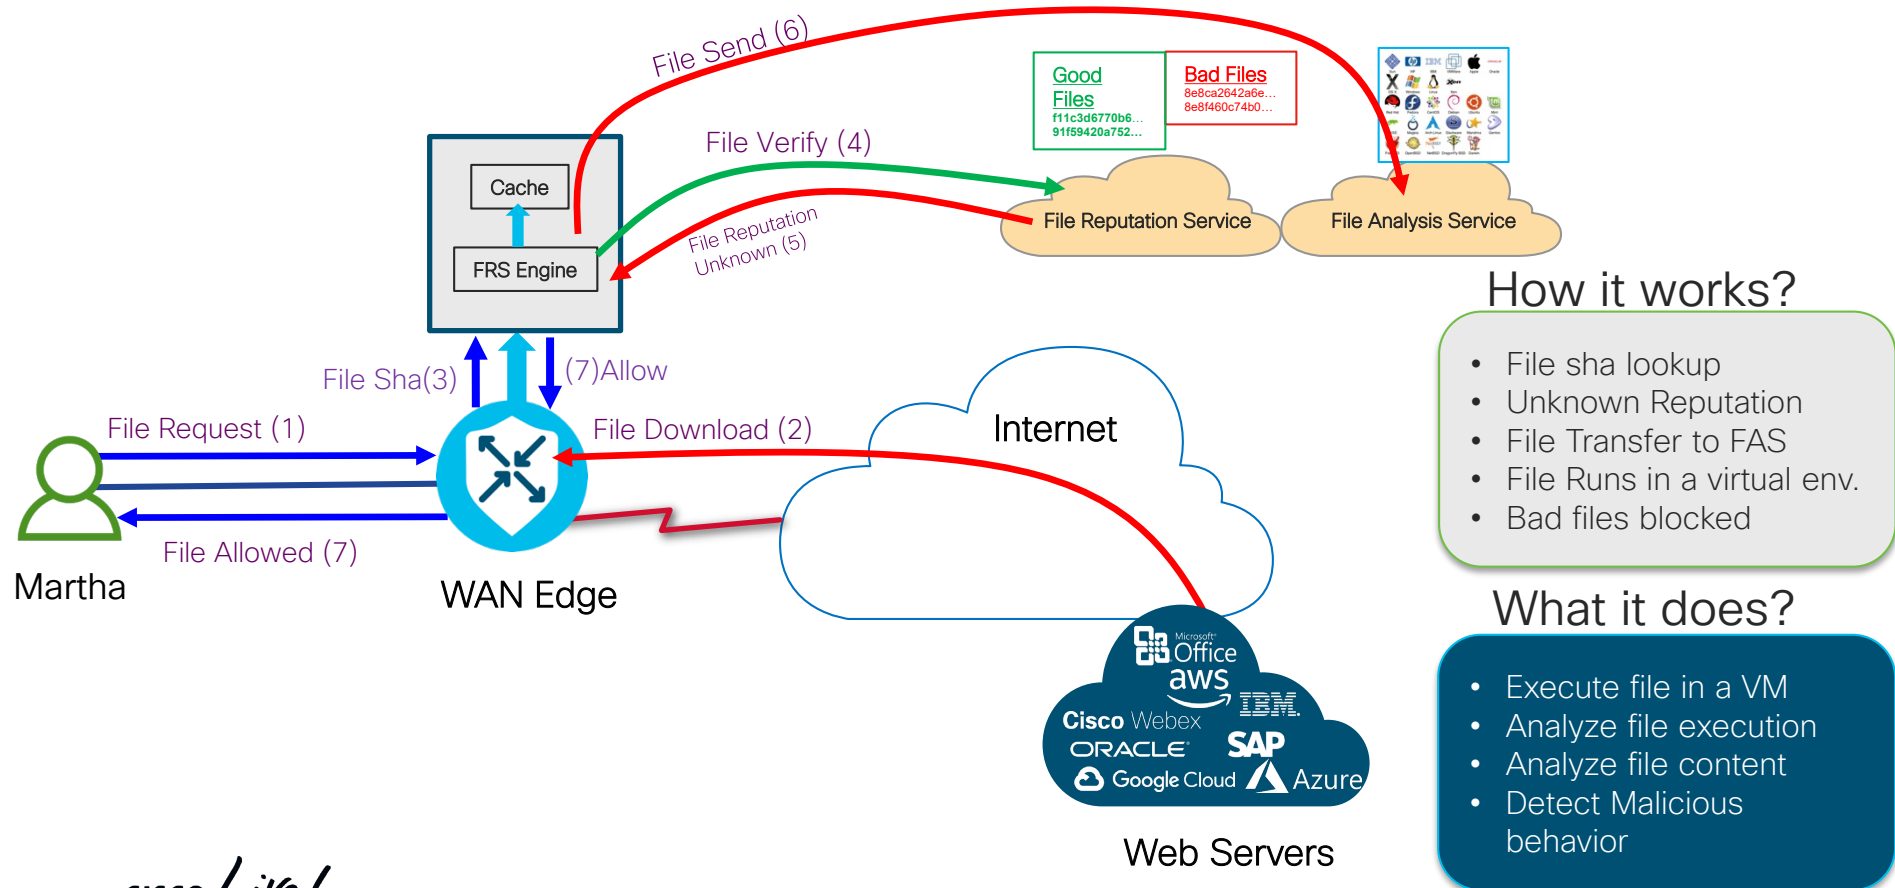 File Send (6)
Good
Files
f11c3d6770b6...
91f59420a752...
Bad Files
8e8ca2642a6e...
8e8f460c74b0...
File Verify (4)
Cache
FRS Engine
File Reputation
Unknown (5)
File Reputation Service
File Analysis Service
File Sha(3)
(7)Allow
File Request (1)
File Download (2)
File Allowed (7)
Martha
WAN Edge
Internet
Microsoft
Office
aws
IBM.
Cisco Webex
ORACLE
SAP
Google Cloud
Azure
Web Servers
How it works?
• File sha lookup
• Unknown Reputation
• File Transfer to FAS
• File Runs in a virtual env.
• Bad files blocked
What it does?
• Execute file in a VM
• Analyze file execution
• Analyze file content
• Detect Malicious
behavior